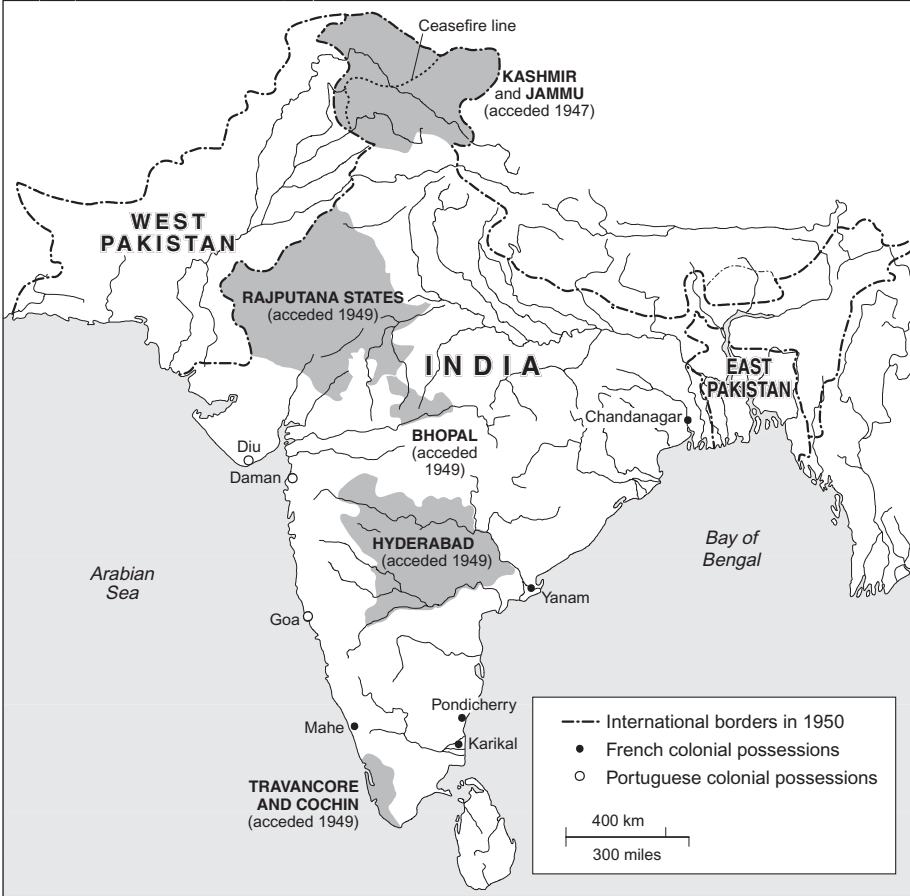 Ceasefire line
KASHMIR
and JAMMU
(acceded 1947)
WEST
PAKISTAN
RAJPUTANA STATES
(acceded 1949)
INDIA
EAST
PAKISTAN
Chandanagar
BHOPAL
(acceded
1949)
Diu
Daman
HYDERABAD
(acceded 1949)
Bay of
Bengal
Arabian
Sea
Yanam
Goa
Pondicherry
Mahe
Karikal
TRAVANCORE
AND COCHIN
(acceded 1949)
International borders in 1950
French colonial possessions
Portuguese colonial possessions
400 km
300 miles